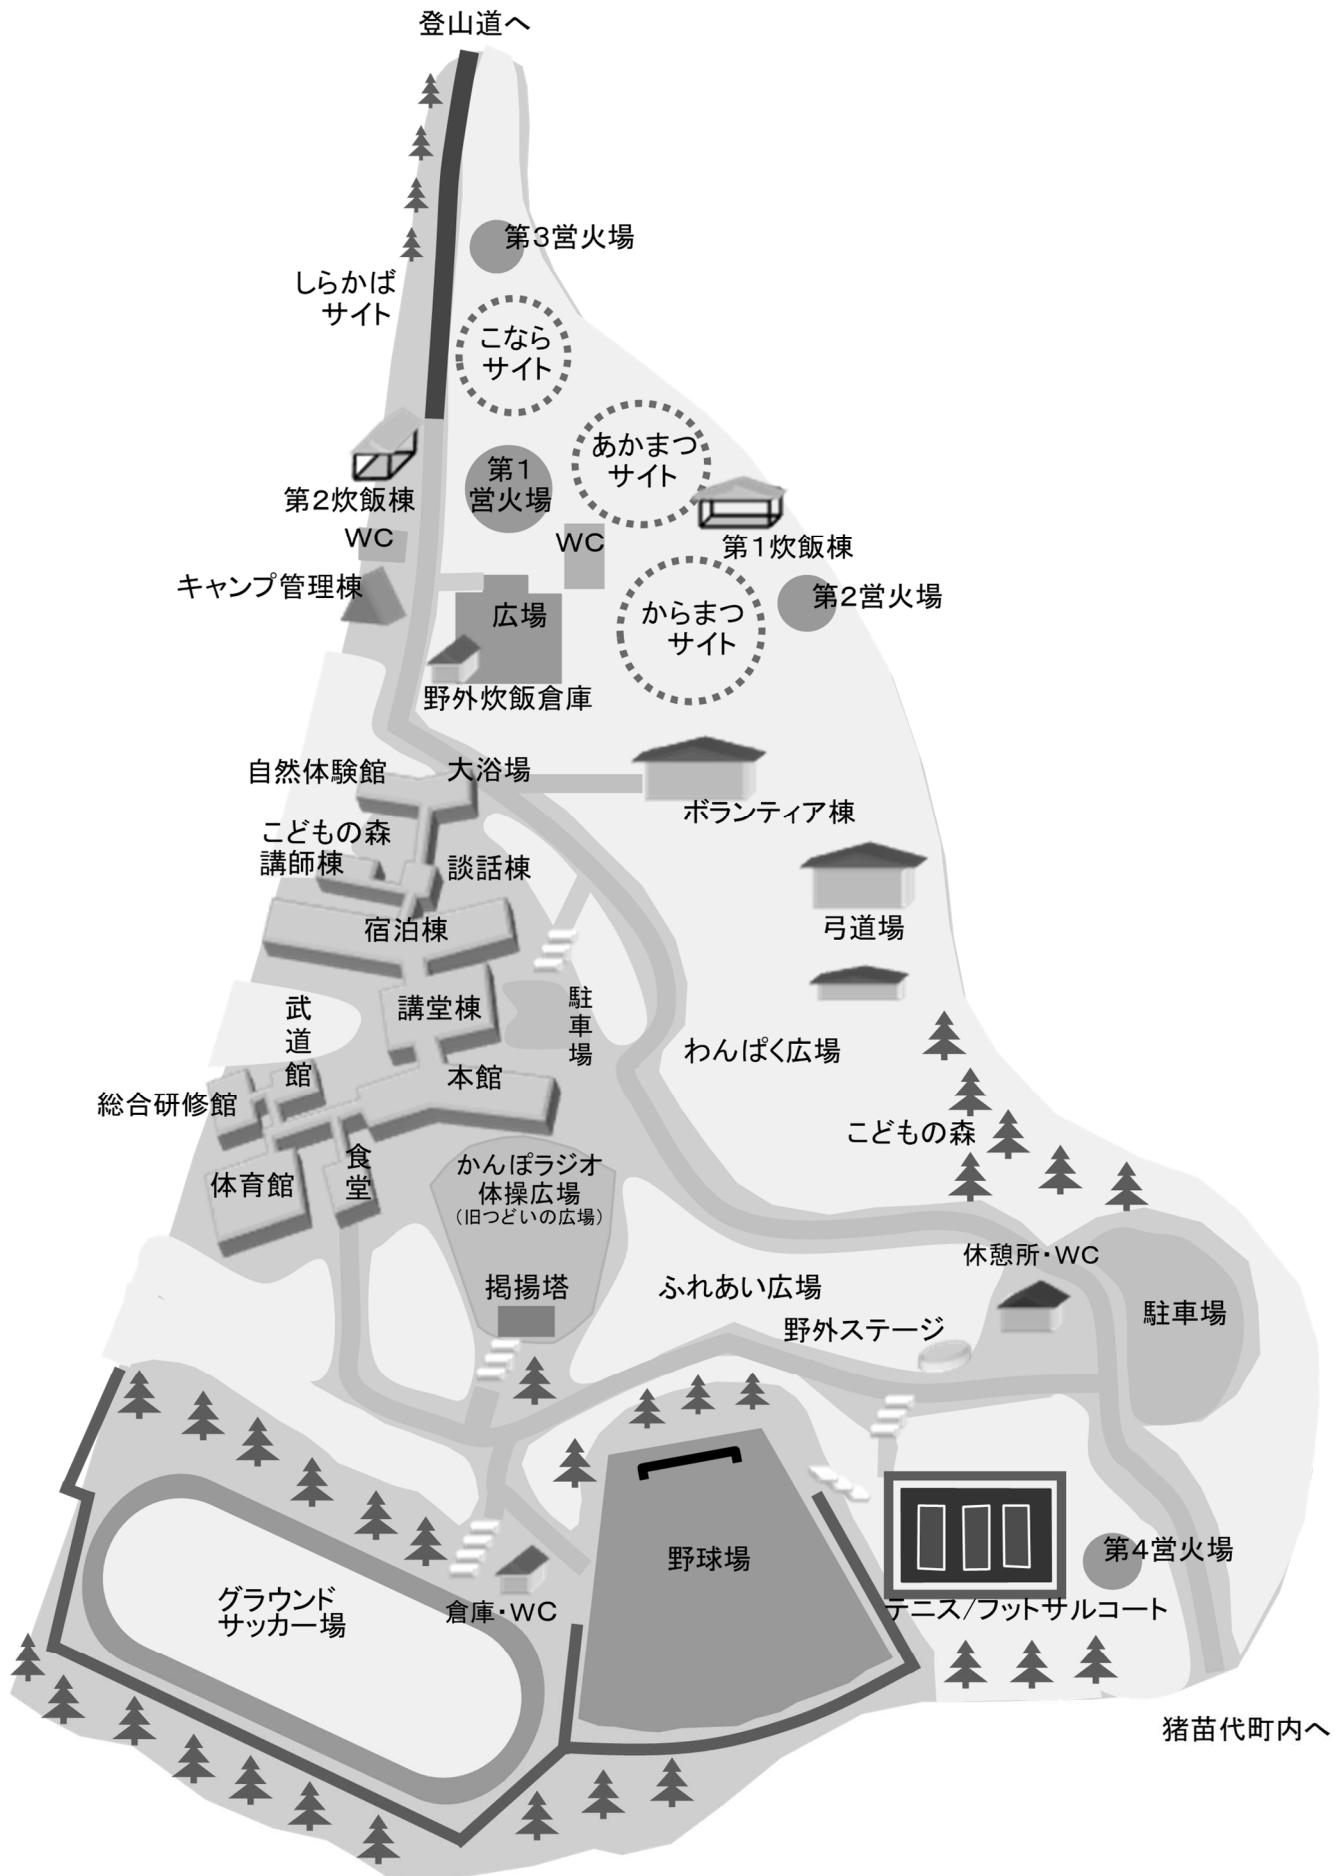 登山道へ
第3営火場
しらかば
サイト
こなら
サイト
あかまつ
サイト
第1
営火場
第2炊飯棟
WC
WC
第1炊飯棟
キャンプ管理棟
第2営火場
広場
からまつ
サイト
野外炊飯倉庫
自然体験館
大浴場
ボランティア棟
こどもの森
講師棟
談話棟
宿泊棟
弓道場
武道館
講堂棟
駐車場
わんぱく広場
本館
総合研修館
こどもの森
食堂
体育館
かんぽラジオ
体操広場
(旧つどいの広場)
休憩所・WC
掲揚塔
ふれあい広場
駐車場
野外ステージ
野球場
第4営火場
グラウンド
サッカー場
倉庫・WC
テニス/フットサルコート
猪苗代町内へ